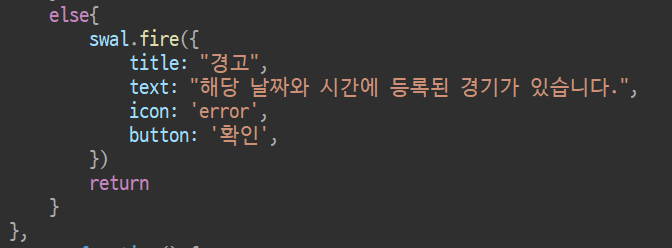 else{
swal.fire({
title: "경고",
text: "해당 날짜와 시간에 등록된 경기가 있습니다.",
icon: 'error',
button: '확인',
})
return
}
},